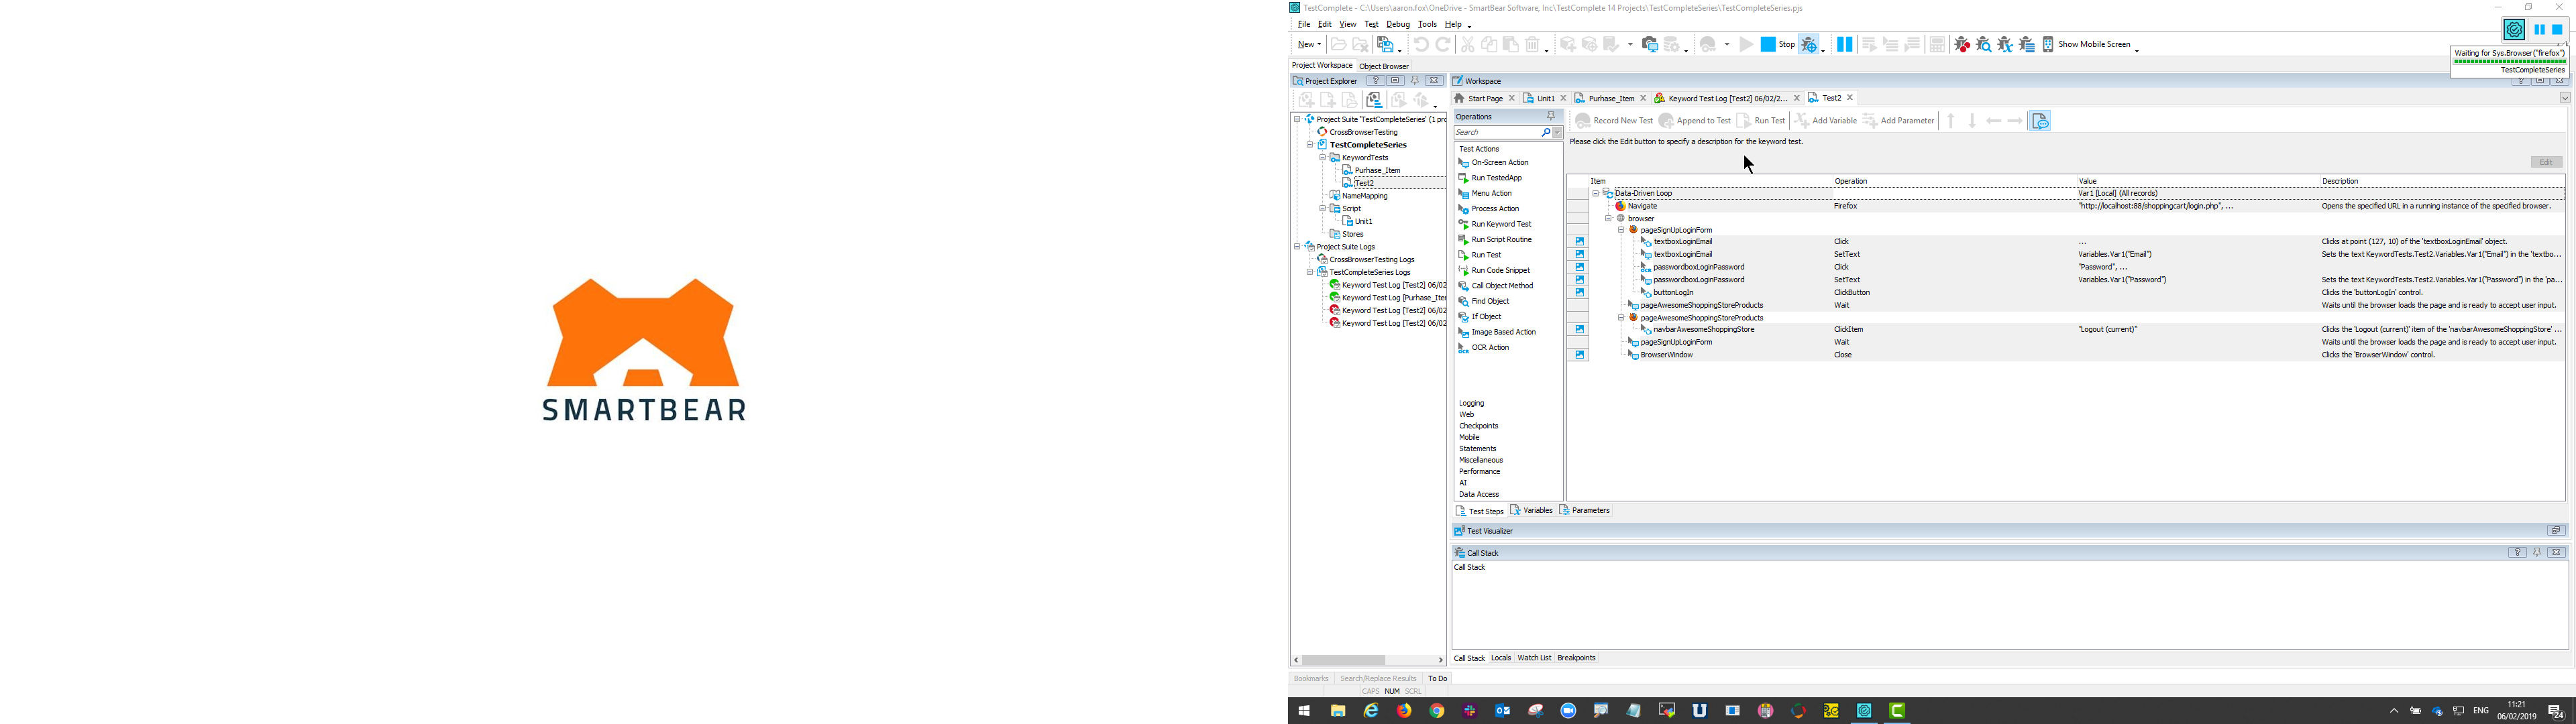 SMARTBEAR
TestComplete - C:\Users\aaron.fox\OneDrive - SmartBear Software, Inc\TestComplete 14 Projects\TestCompleteSeries\TestCompleteSeries.pjs
File Edit View Test Debug Tools Help
New Stop Show Mobile Screen
Waiting for Sys.Browser("firefox")
TestCompleteSeries
Project Workspace Object Browser
Project Explorer
Project Suite 'TestCompleteSeries' (1 pro
CrossBrowserTesting
TestCompleteSeries
KeywordTests
Purhase_Item
Test2
NameMapping
Script
Unit1
Stores
Project Suite Logs
CrossBrowserTesting Logs
TestCompleteSeries Logs
Keyword Test Log [Test2] 06/02
Keyword Test Log [Purhase_Iter
Keyword Test Log [Test2] 06/02
Keyword Test Log [Test2] 06/02
Workspace
Start Page Unit1 Purhase_Item Keyword Test Log [Test2] 06/02/2... Test2
Operations
Search
Test Actions
On-Screen Action
Run TestedApp
Menu Action
Process Action
Run Keyword Test
Run Script Routine
Run Test
Run Code Snippet
Call Object Method
Find Object
If Object
Image Based Action
OCR Action
Logging
Web
Checkpoints
Mobile
Statements
Miscellaneous
Performance
AI
Data Access
Record New Test Append to Test Run Test Add Variable Add Parameter
Please click the Edit button to specify a description for the keyword test.
Edit
Item Operation Value Description
Data-Driven Loop Var1 [Local] (All records)
Navigate Firefox "http://localhost:88/shoppingcart/login.php", ... Opens the specified URL in a running instance of the specified browser.
browser
pageSignUpLoginForm
textboxLoginEmail Click ... Clicks at point (127, 10) of the 'textboxLoginEmail' object.
textboxLoginEmail SetText Variables.Var1("Email") Sets the text KeywordTests.Test2.Variables.Var1("Email") in the 'textbo...
passwordboxLoginPassword Click "Password", ...
passwordboxLoginPassword SetText Variables.Var1("Password") Sets the text KeywordTests.Test2.Variables.Var1("Password") in the 'pa...
buttonLogIn ClickButton Clicks the 'buttonLogIn' control.
pageAwesomeShoppingStoreProducts Wait Waits until the browser loads the page and is ready to accept user input.
pageAwesomeShoppingStoreProducts
navbarAwesomeShoppingStore ClickItem "Logout (current)" Clicks the 'Logout (current)' item of the 'navbarAwesomeShoppingStore' ...
pageSignUpLoginForm Wait Waits until the browser loads the page and is ready to accept user input.
BrowserWindow Close Clicks the 'BrowserWindow' control.
Test Steps Variables Parameters
Test Visualizer
Call Stack
Call Stack
Call Stack Locals Watch List Breakpoints
Bookmarks Search/Replace Results To Do
CAPS NUM SCRL
ENG
11:21
06/02/2019
24